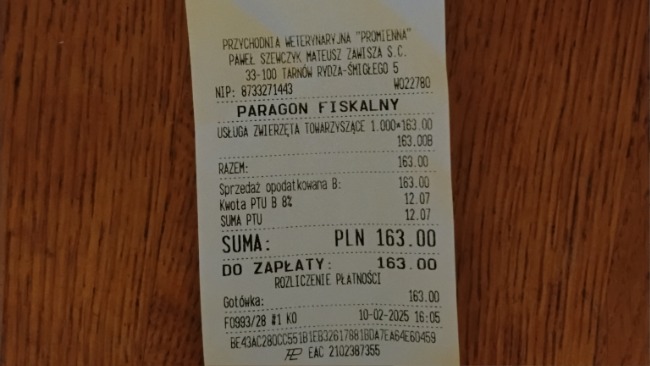 PRZYCHODNIA WETERYNARYJNA "PROMIENNA"
PAWEŁ SZEWCZYK MATEUSZ ZAWISZA S.C.
33-100 TARNÓW RYDZA-ŚMIGŁEGO 5
NIP: 8733271443 W022780
PARAGON FISKALNY
USŁUGA ZWIERZĘTA TOWARZYSZĄCE 1.000*163.00
163.00B
RAZEM: 163.00
Sprzedaż opodatkowana B: 163.00
Kwota PTU B 8% 12.07
SUMA PTU 12.07
SUMA: PLN 163.00
DO ZAPŁATY: 163.00
ROZLICZENIE PŁATNOŚCI
Gotówka: 163.00
F0993/28 #1 KO 10-02-2025 16:05
BE43AC280CC551B1EB32617881BDA7EA64E60459
EAC 2102387355